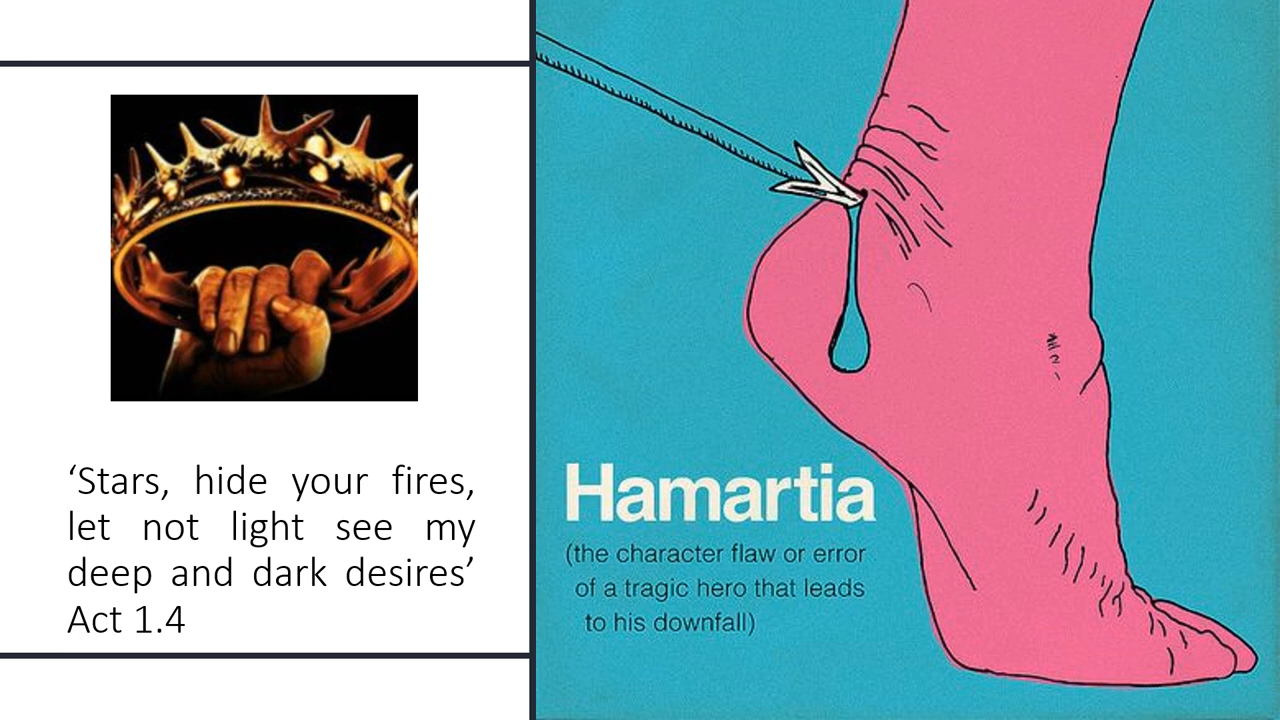 ‘Stars, hide your fires,
let not light see my
deep and dark desires’
Act 1.4
Hamartia
(the character flaw or error
of a tragic hero that leads
to his downfall)